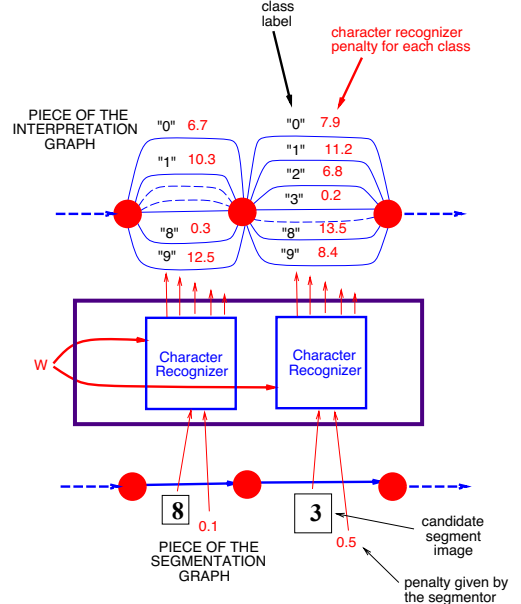 class
label
character recognizer
penalty for each class
PIECE OF THE
INTERPRETATION
GRAPH
"0" 6.7
"1" 10.3
"8" 0.3
"9" 12.5
"0" 7.9
"1" 11.2
"2" 6.8
"3" 0.2
"8" 13.5
"9" 8.4
W
Character
Recognizer
Character
Recognizer
8
0.1
3
0.5
PIECE OF THE
SEGMENTATION
GRAPH
candidate
segment
image
penalty given by
the segmentor